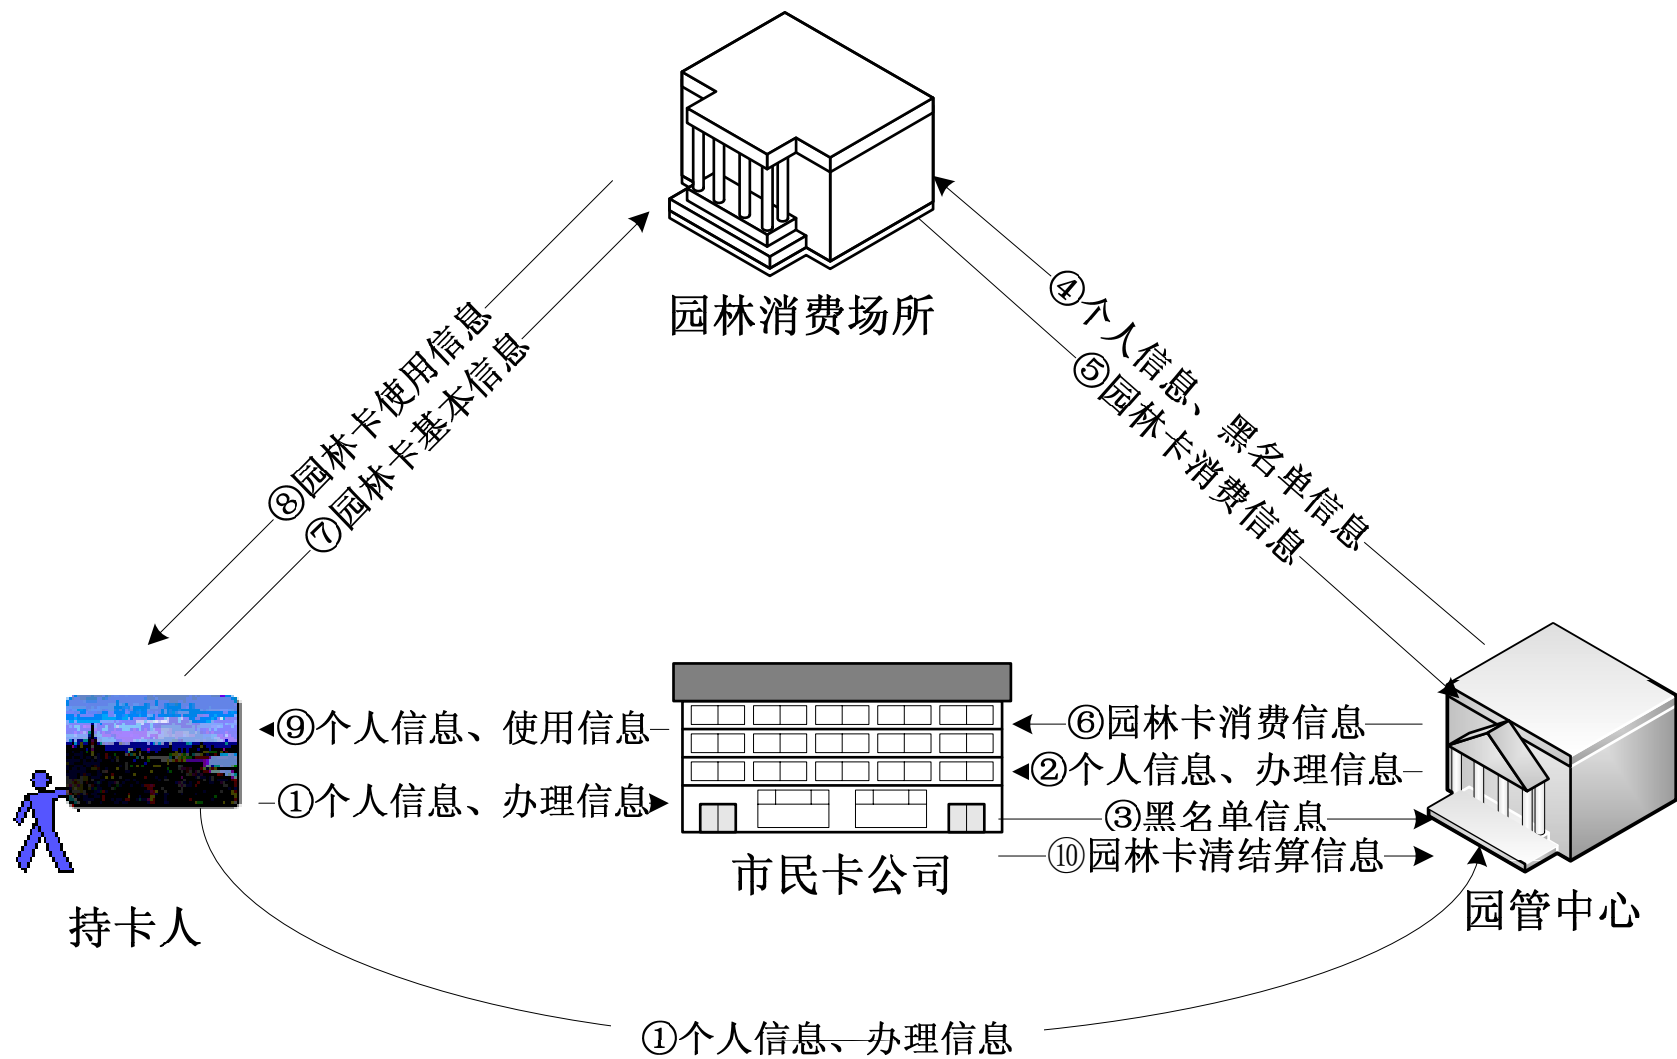 园林消费场所
④个人信息、黑名单信息
⑤园林卡消费信息
⑧园林卡使用信息
⑦园林卡基本信息
⑨个人信息、使用信息
①个人信息、办理信息
⑥园林卡消费信息
②个人信息、办理信息
③黑名单信息
⑩园林卡清结算信息
市民卡公司
持卡人
园管中心
①个人信息、办理信息